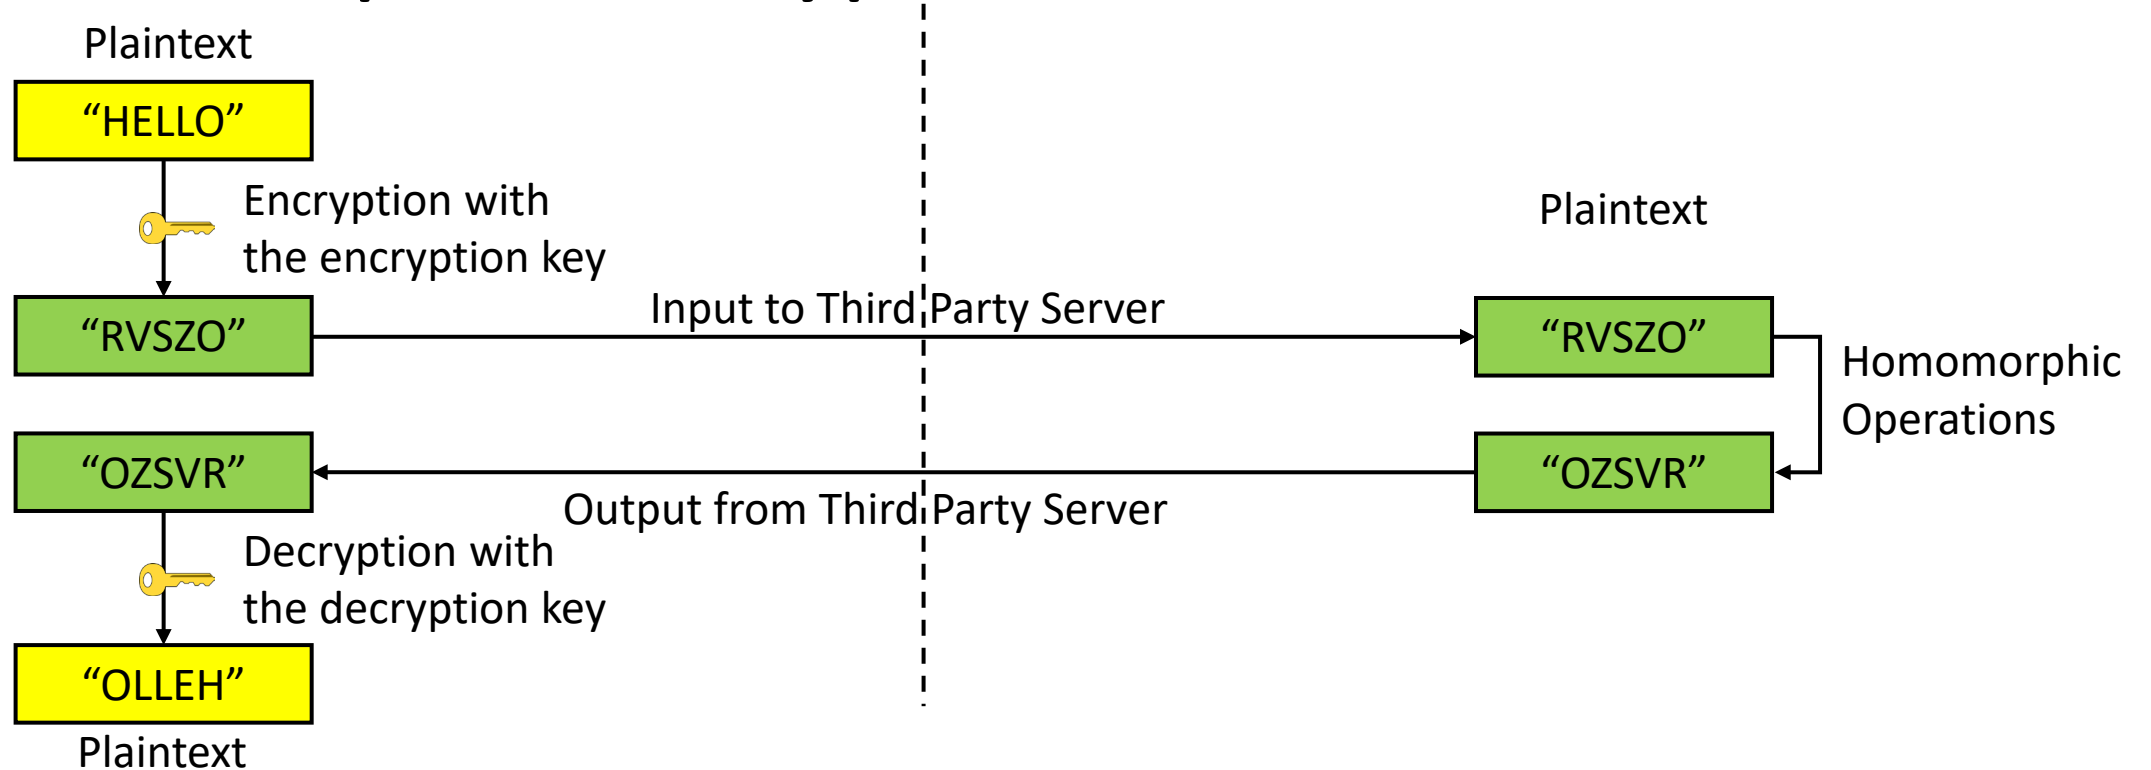 Plaintext
“HELLO”
Encryption with
the encryption key
“RVSZO”
Input to Third Party Server
Plaintext
“RVSZO”
Homomorphic
Operations
“OZSVR”
Output from Third Party Server
“OZSVR”
Decryption with
the decryption key
“OLLEH”
Plaintext